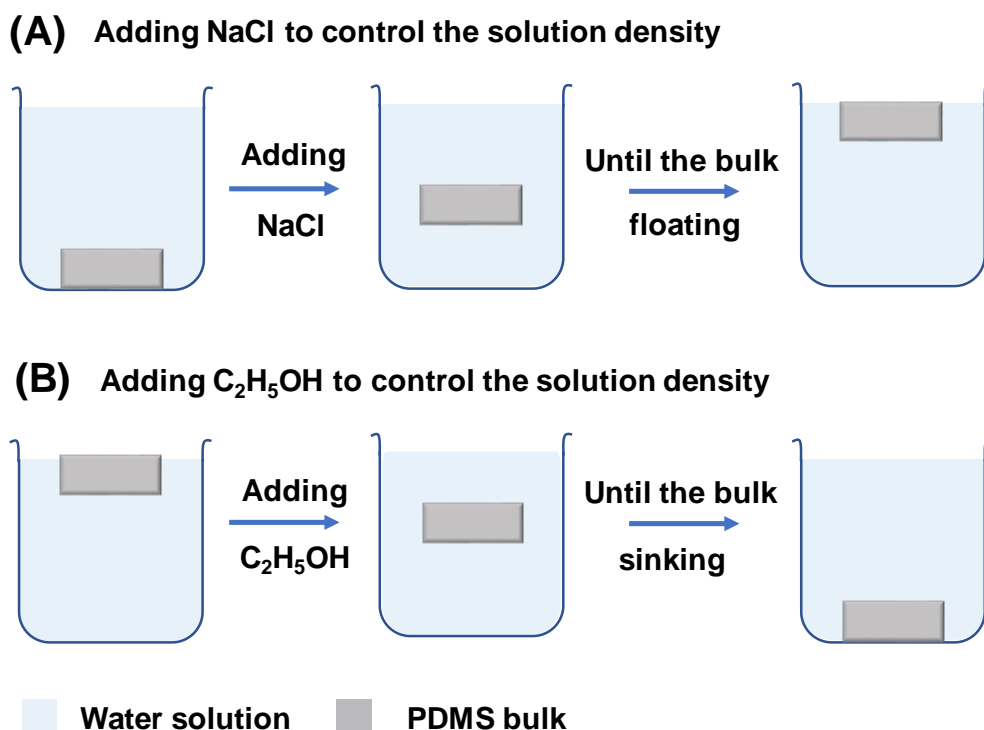 (A) Adding NaCl to control the solution density
Adding
NaCl
Until the bulk
floating
(B) Adding C₂H₅OH to control the solution density
Adding
C₂H₅OH
Until the bulk
sinking
Water solution
PDMS bulk